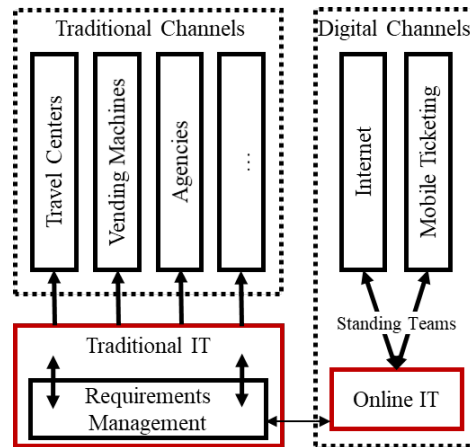 Traditional Channels
Travel Centers
Vending Machines
Agencies
...
Digital Channels
Internet
Mobile Ticketing
Standing Teams
Traditional IT
Requirements
Management
Online IT